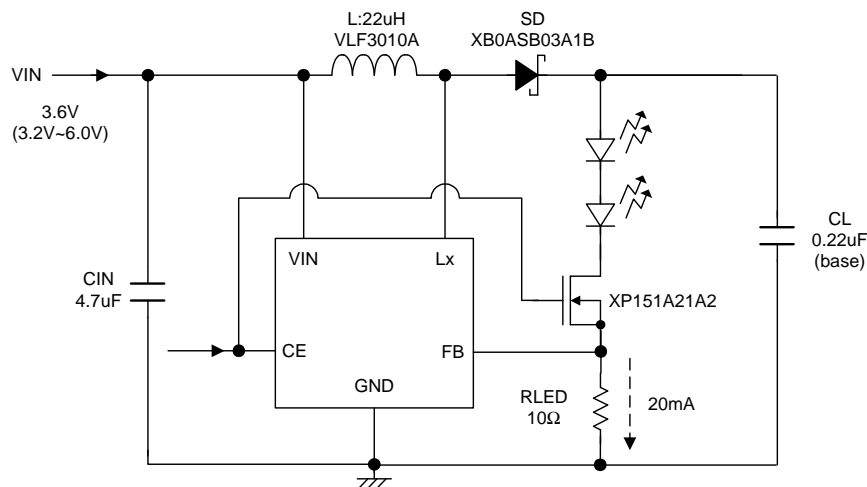 L:22uH
VLF3010A
SD
XB0ASB03A1B
VIN
3.6V
(3.2V~6.0V)
VIN
Lx
CL
0.22uF
(base)
CIN
4.7uF
XP151A21A2
CE
FB
GND
RLED
10Ω
20mA